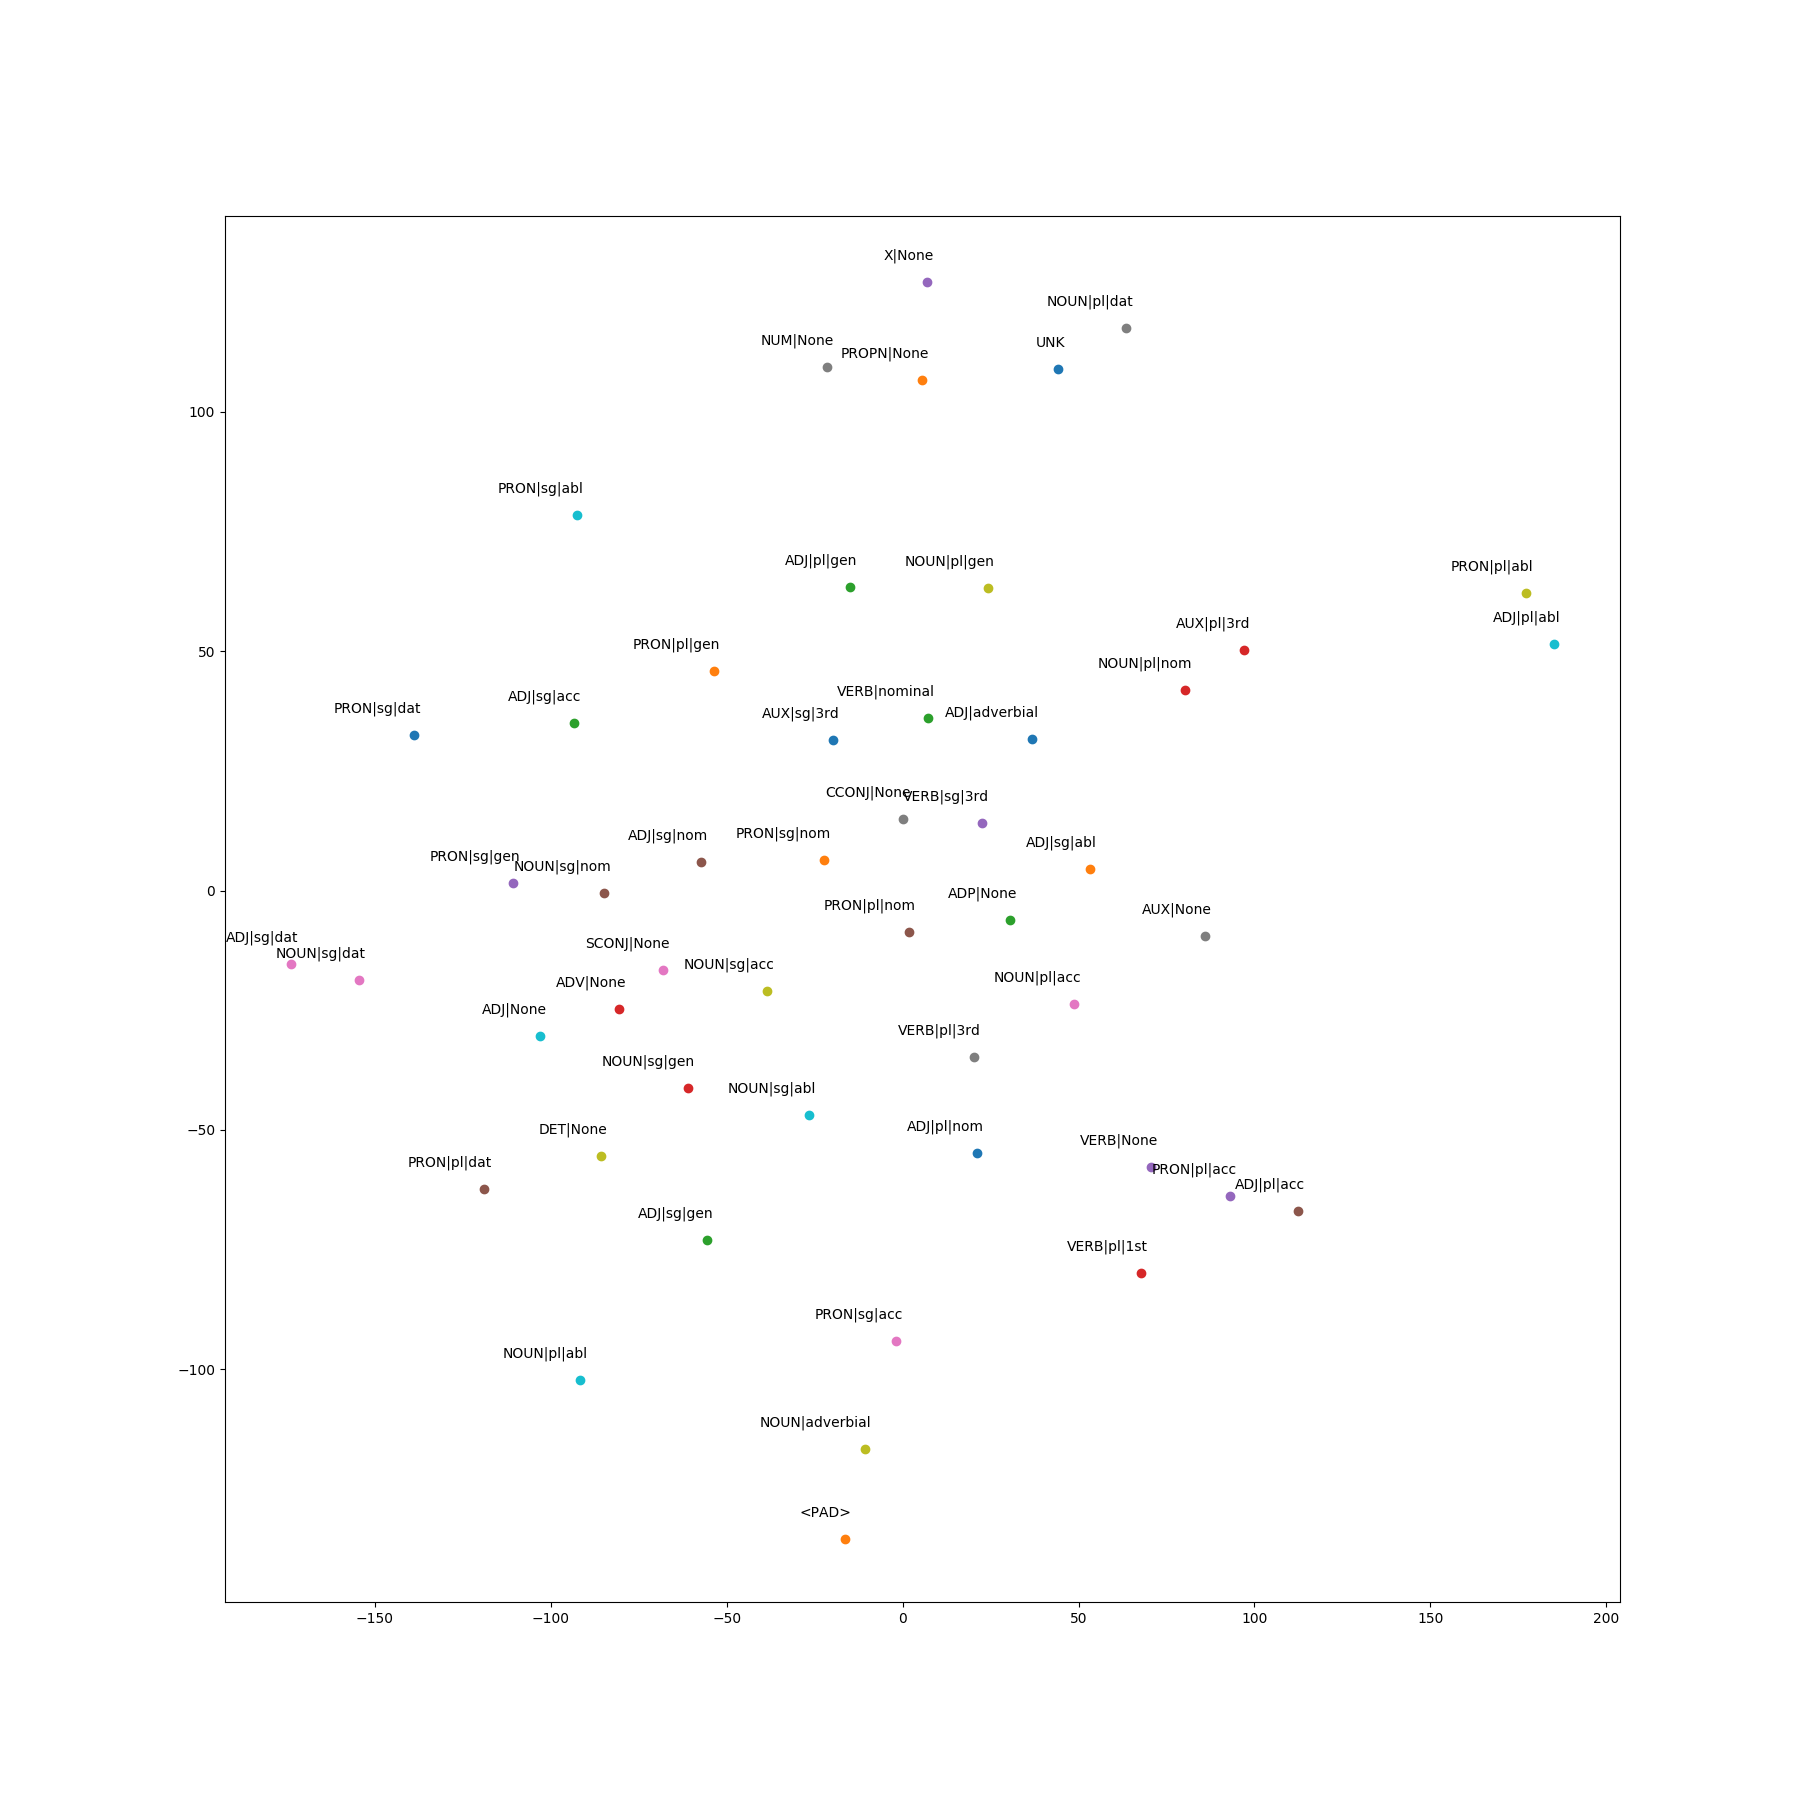 X|None
NOUN|pl|dat
NUM|None
PROPN|None
UNK
100
PRON|sg|abl
ADJ|pl|gen
NOUN|pl|gen
PRON|pl|abl
ADJ|pl|abl
AUX|pl|3rd
PRON|pl|gen
50
NOUN|pl|nom
VERB|nominal
ADJ|sg|acc
PRON|sg|dat
AUX|sg|3rd
ADJ|adverbial
CCONJ|None
VERB|sg|3rd
ADJ|sg|nom
PRON|sg|nom
ADJ|sg|abl
PRON|sg|gen
NOUN|sg|nom
0
ADP|None
PRON|pl|nom
AUX|None
ADJ|sg|dat
SCONJ|None
NOUN|sg|dat
NOUN|sg|acc
NOUN|pl|acc
ADV|None
ADJ|None
VERB|pl|3rd
NOUN|sg|gen
NOUN|sg|abl
ADJ|pl|nom
DET|None
−50
VERB|None
PRON|pl|dat
PRON|pl|acc
ADJ|pl|acc
ADJ|sg|gen
VERB|pl|1st
PRON|sg|acc
NOUN|pl|abl
−100
NOUN|adverbial
<PAD>
−150 −100 −50 0 50 100 150 200